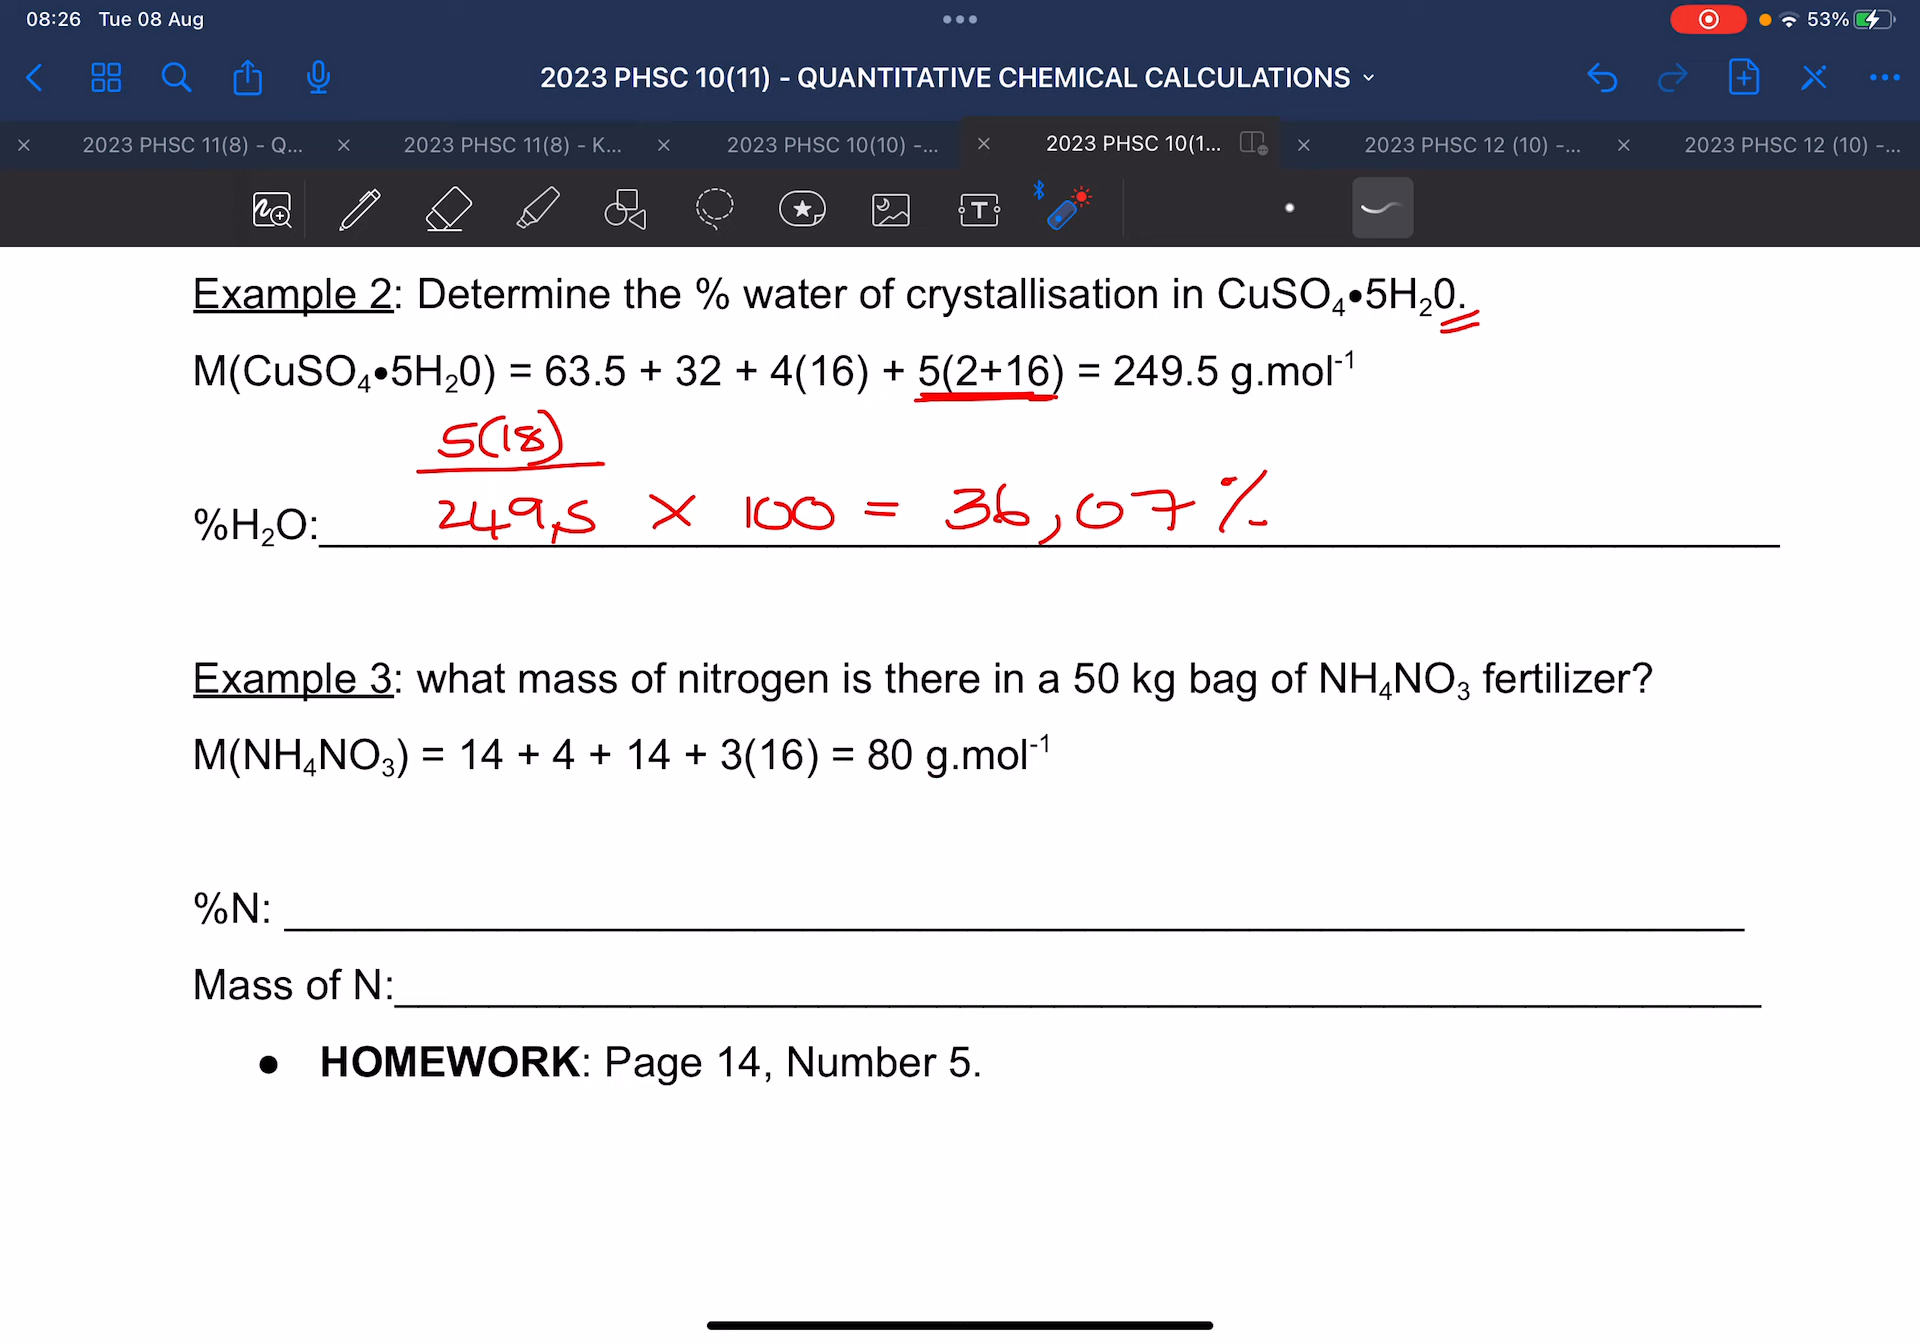 08:26 Tue 08 Aug
53%
2023 PHSC 10(11) - QUANTITATIVE CHEMICAL CALCULATIONS
2023 PHSC 11(8) - Q... 2023 PHSC 11(8) - K... 2023 PHSC 10(10) -... 2023 PHSC 10(1... 2023 PHSC 12 (10) -... 2023 PHSC 12 (10) -...
Example 2: Determine the % water of crystallisation in CuSO₄•5H₂0.
M(CuSO₄•5H₂0) = 63.5 + 32 + 4(16) + 5(2+16) = 249.5 g.mol⁻¹
5(18)
%H₂O: 249,5 × 100 = 36,07 %
Example 3: what mass of nitrogen is there in a 50 kg bag of NH₄NO₃ fertilizer?
M(NH₄NO₃) = 14 + 4 + 14 + 3(16) = 80 g.mol⁻¹
%N:
Mass of N:
• HOMEWORK: Page 14, Number 5.